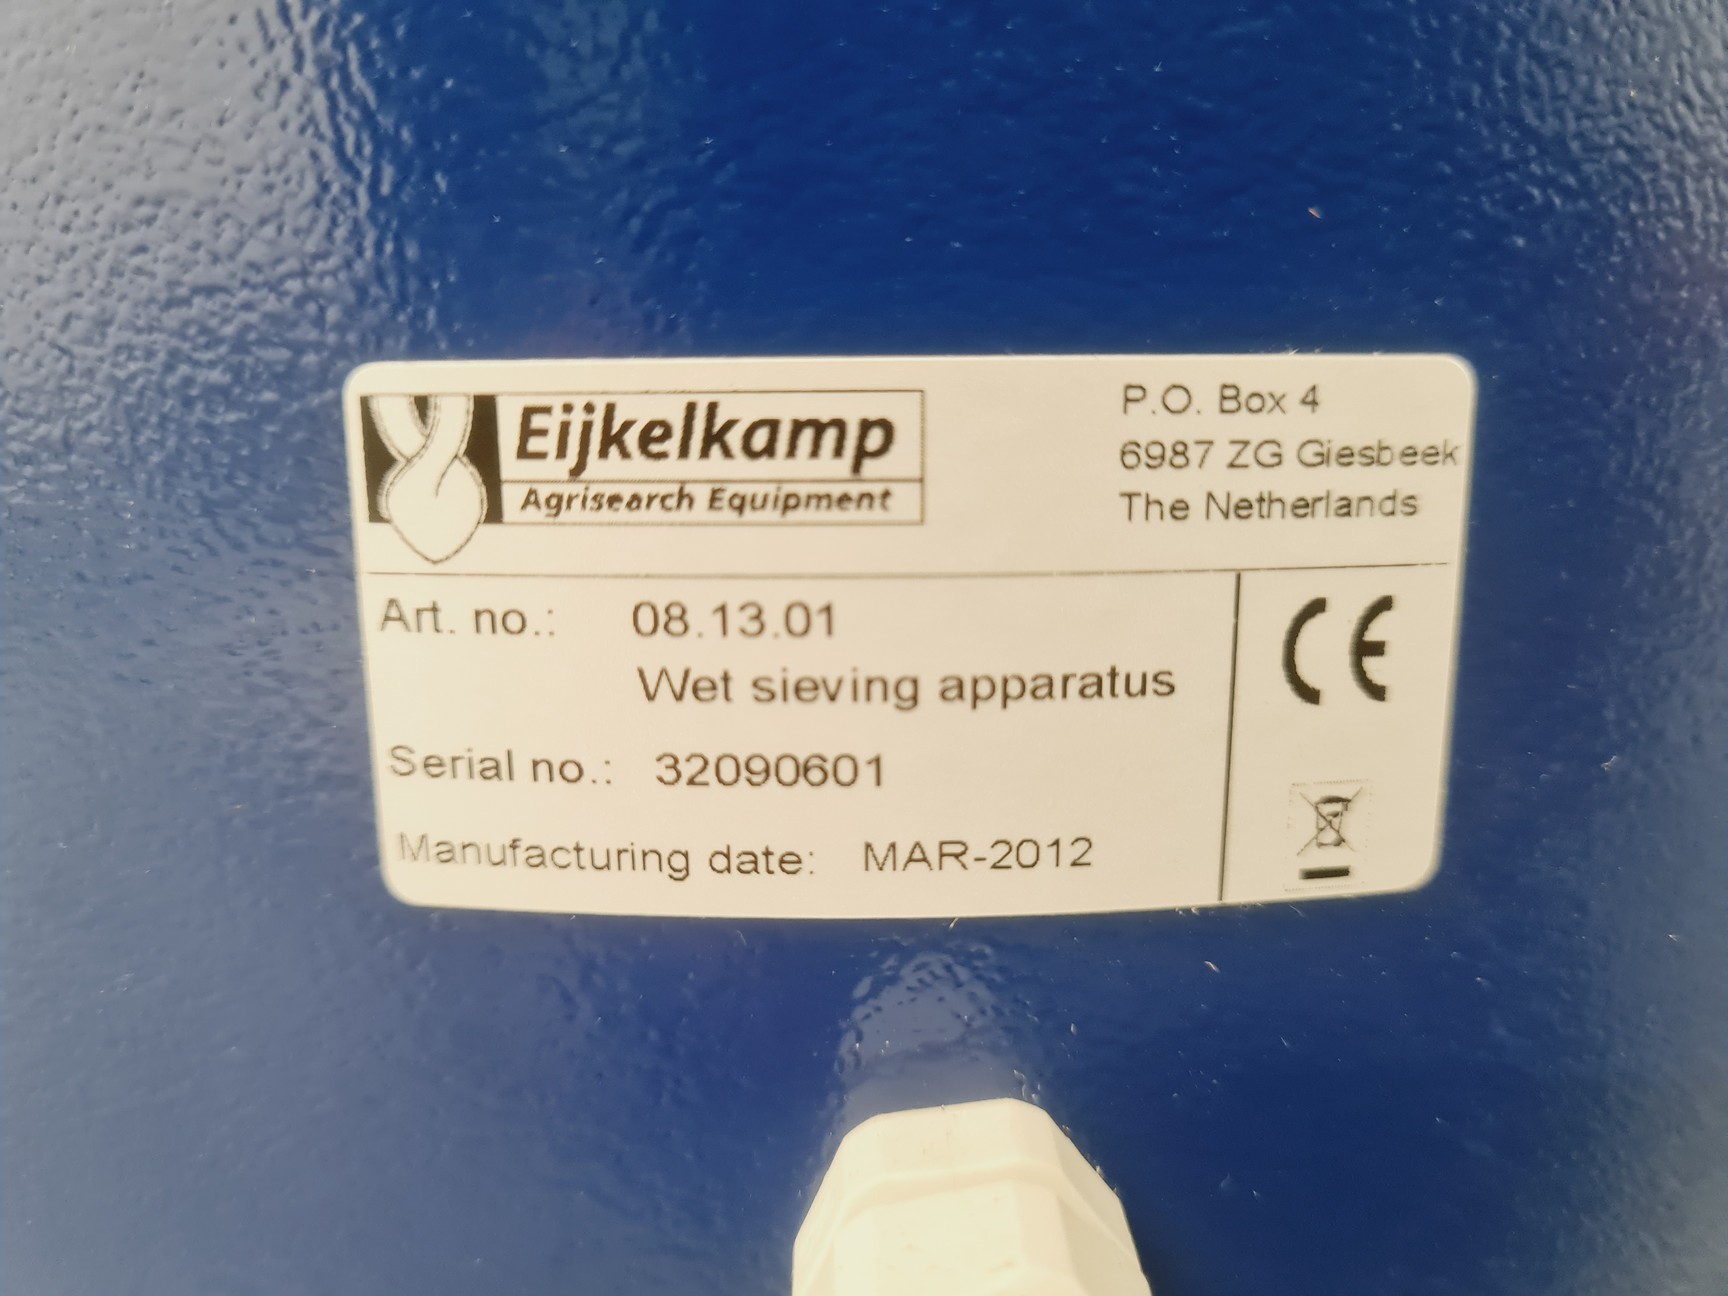 Eijkelkamp
Agrisearch Equipment
P.O. Box 4
6987 ZG Giesbeek
The Netherlands
Art. no.: 08.13.01
Wet sieving apparatus
Serial no.: 32090601
Manufacturing date: MAR-2012
CE